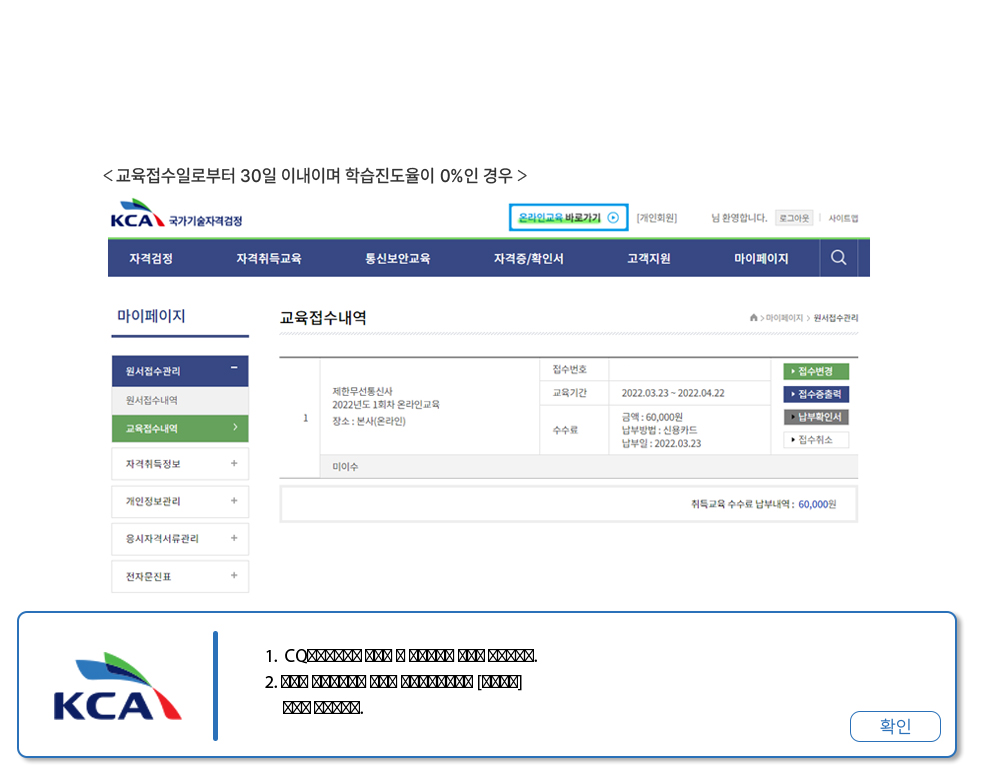 < 교육접수일로부터 30일 이내이며 학습진도율이 0%인 경우 >
KCA 국가기술자격검정
온라인교육 바로가기
[개인회원]
님 환영합니다.
로그아웃
사이트맵
자격검정
자격취득교육
통신보안교육
자격증/확인서
고객지원
마이페이지
마이페이지
원서접수관리 −
원서접수내역
교육접수내역 >
자격취득정보 +
개인정보관리 +
응시자격서류관리 +
전자문진표 +
교육접수내역
> 마이페이지 > 원서접수관리
1
제한무선통신사
2022년도 1회차 온라인교육
장소 : 본사(온라인)
접수번호
교육기간 2022.03.23 ~ 2022.04.22
수수료
금액 : 60,000원
납부방법 : 신용카드
납부일 : 2022.03.23
접수변경
접수증출력
납부확인서
접수취소
미이수
취득교육 수수료 납부내역 : 60,000원
KCA
1. CQ
2.
확인